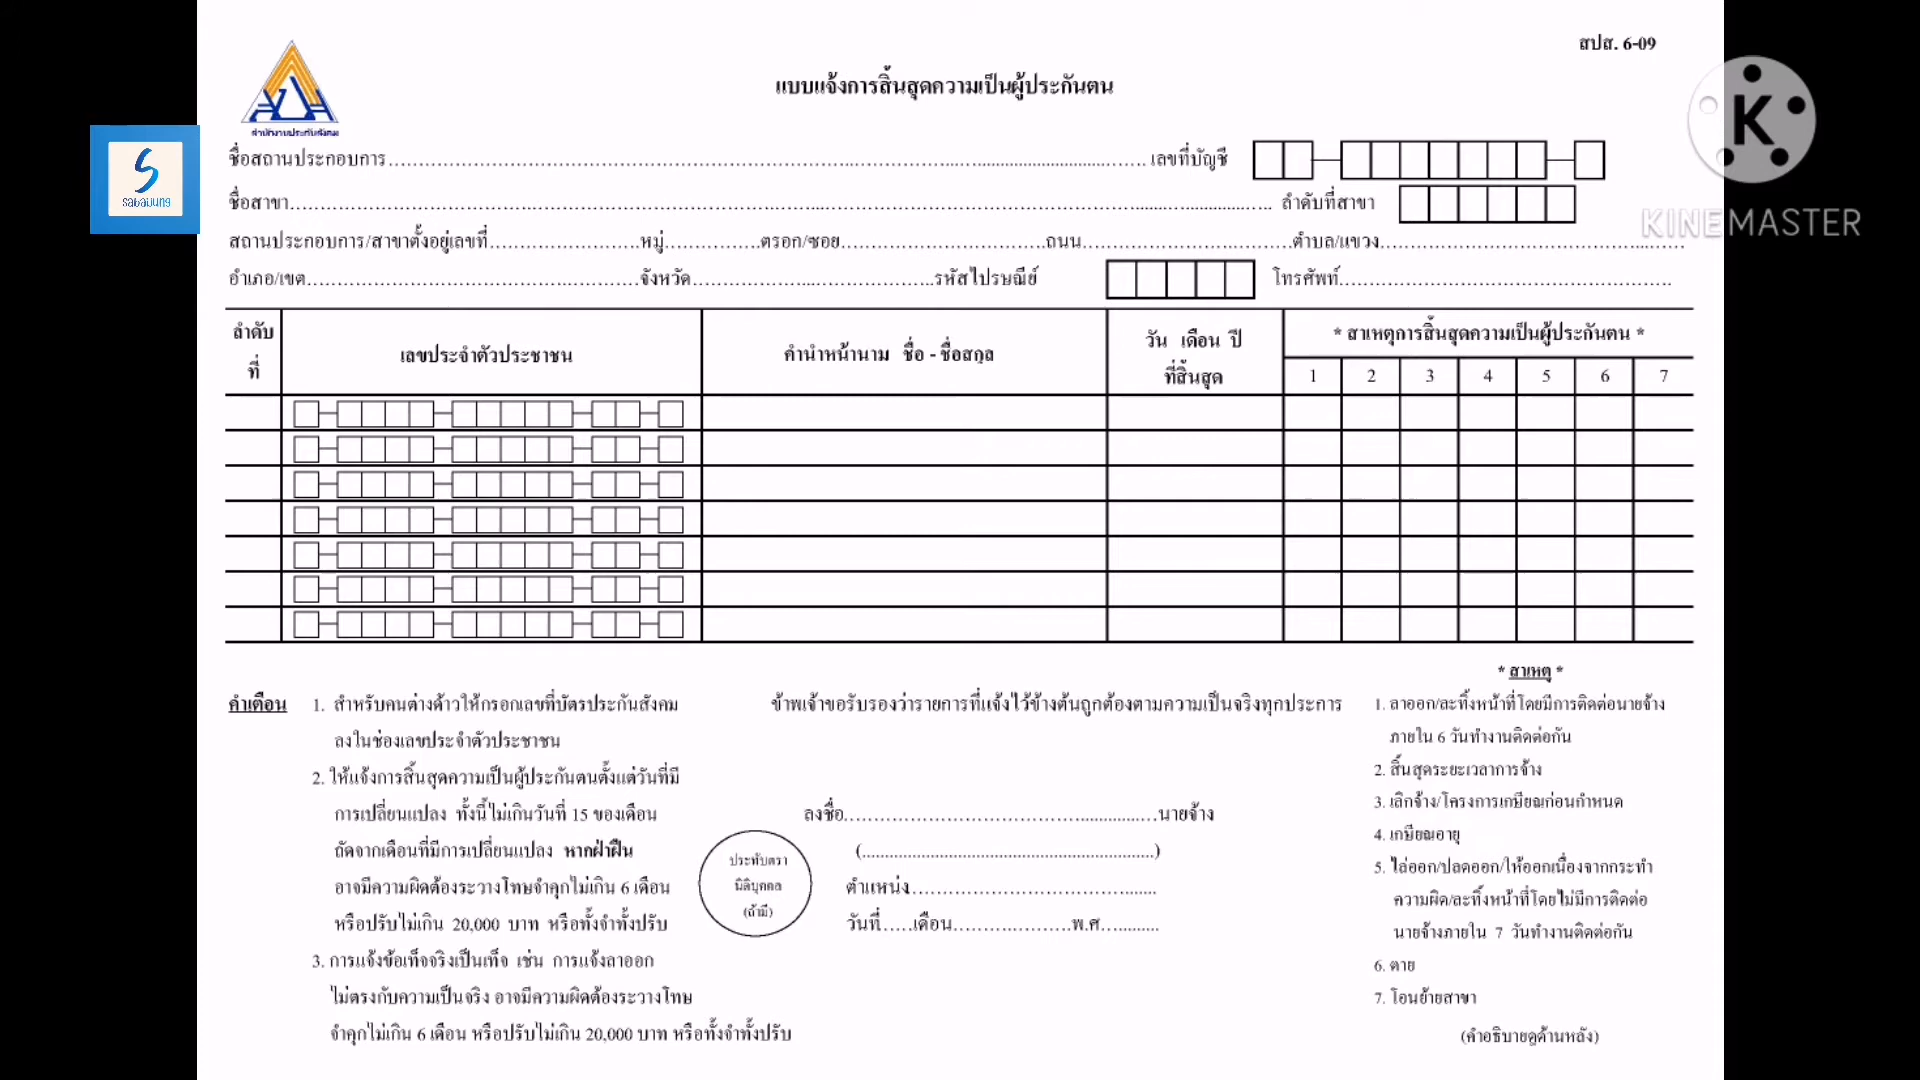 สปส. 6-09
แบบแจ้งการสิ้นสุดความเป็นผู้ประกันตน
สำนักงานประกันสังคม
K
KINEMASTER
S
sabaijung
ชื่อสถานประกอบการ........................ เลขที่บัญชี
ชื่อสาขา........................ ลำดับที่สาขา
สถานประกอบการ/สาขาตั้งอยู่เลขที่............หมู่............ตรอก/ซอย............ถนน............ตำบล/แขวง............
อำเภอ/เขต............จังหวัด............รหัสไปรษณีย์ โทรศัพท์............
ลำดับที่ เลขประจำตัวประชาชน คำนำหน้านาม ชื่อ - ชื่อสกุล วัน เดือน ปี ที่สิ้นสุด * สาเหตุการสิ้นสุดความเป็นผู้ประกันตน *
1 2 3 4 5 6 7
คำเตือน 1. สำหรับคนต่างด้าวให้กรอกเลขที่บัตรประกันสังคม
ลงในช่องเลขประจำตัวประชาชน
2. ให้แจ้งการสิ้นสุดความเป็นผู้ประกันตนตั้งแต่วันที่มี
การเปลี่ยนแปลง ทั้งนี้ไม่เกินวันที่ 15 ของเดือน
ถัดจากเดือนที่มีการเปลี่ยนแปลง หากฝ่าฝืน
อาจมีความผิดต้องระวางโทษจำคุกไม่เกิน 6 เดือน
หรือปรับไม่เกิน 20,000 บาท หรือทั้งจำทั้งปรับ
3. การแจ้งข้อเท็จจริงเป็นเท็จ เช่น การแจ้งลาออก
ไม่ตรงกับความเป็นจริง อาจมีความผิดต้องระวางโทษ
จำคุกไม่เกิน 6 เดือน หรือปรับไม่เกิน 20,000 บาท หรือทั้งจำทั้งปรับ
ข้าพเจ้าขอรับรองว่ารายการที่แจ้งไว้ข้างต้นถูกต้องตามความเป็นจริงทุกประการ
ลงชื่อ........................นายจ้าง
(........................)
ตำแหน่ง........................
วันที่......เดือน............พ.ศ..........
ประทับตรา
นิติบุคคล
(ถ้ามี)
* สาเหตุ *
1. ลาออก/ละทิ้งหน้าที่โดยมีการติดต่อนายจ้าง
ภายใน 6 วันทำงานติดต่อกัน
2. สิ้นสุดระยะเวลาการจ้าง
3. เลิกจ้าง/โครงการเกษียณก่อนกำหนด
4. เกษียณอายุ
5. ไล่ออก/ปลดออก/ให้ออกเนื่องจากกระทำ
ความผิด/ละทิ้งหน้าที่โดยไม่มีการติดต่อ
นายจ้างภายใน 7 วันทำงานติดต่อกัน
6. ตาย
7. โอนย้ายสาขา
(คำอธิบายดูด้านหลัง)